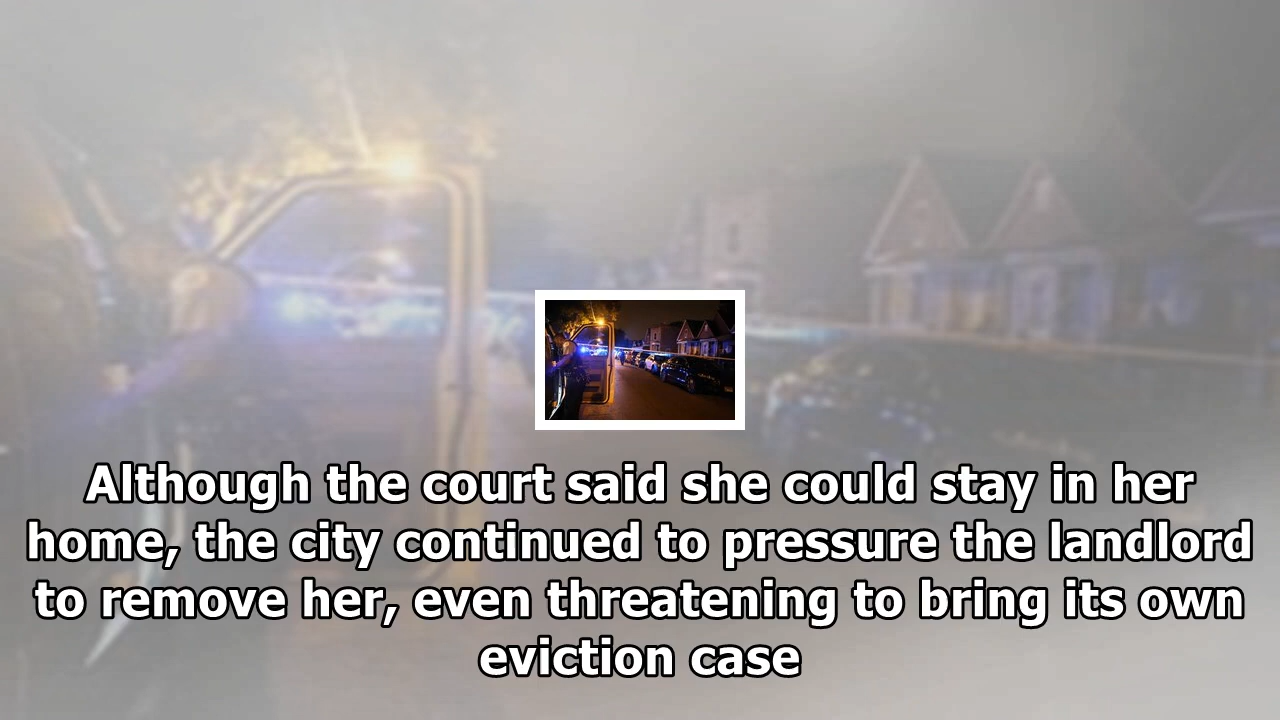 Although the court said she could stay in her
home, the city continued to pressure the landlord
to remove her, even threatening to bring its own
eviction case